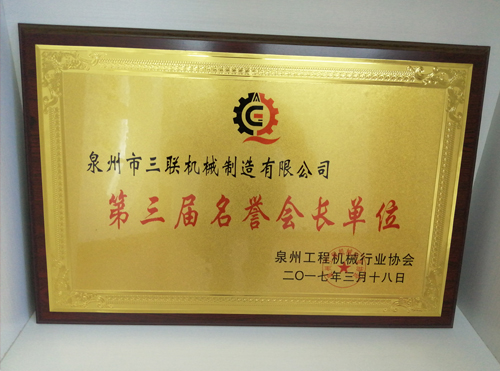 泉州市三联机械制造有限公司
第三届名誉会长单位
泉州工程机械行业协会
二〇一七年三月十八日